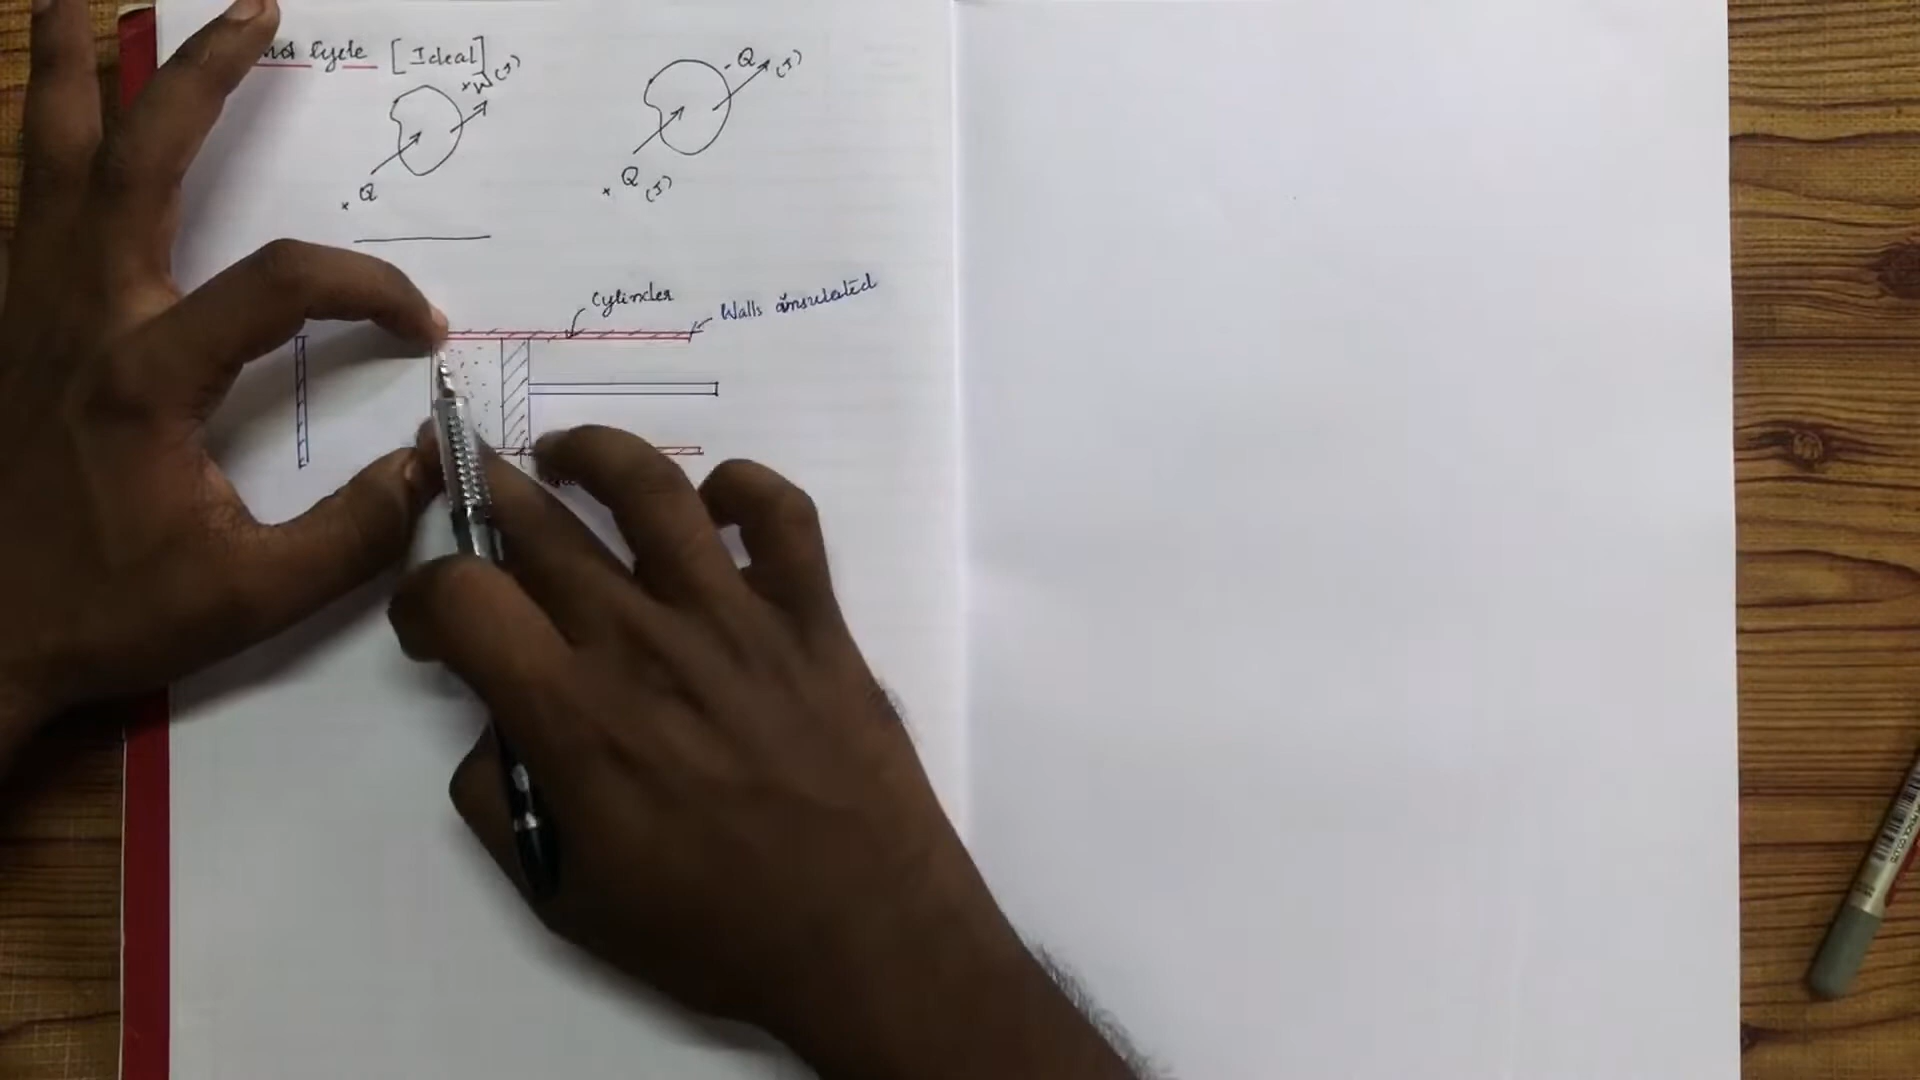 Cycle [Ideal]
+W (J)
+ Q
- Q (J)
+ Q (J)
Cylinder
Walls insulated